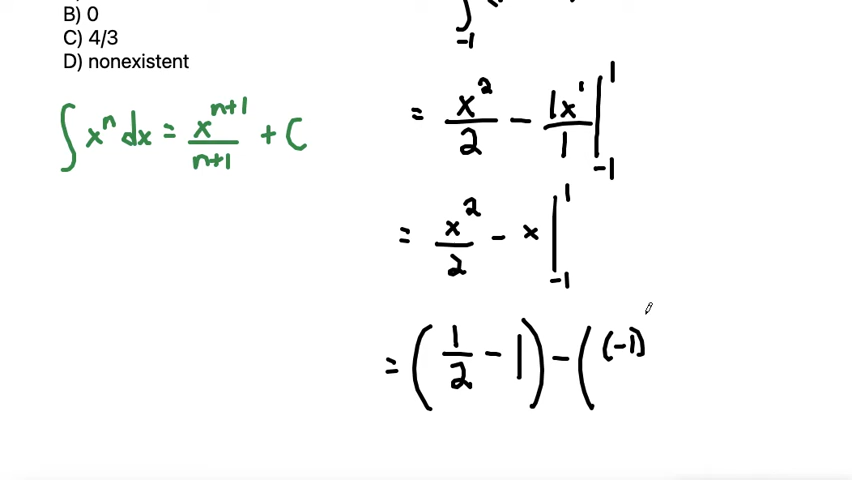 B) 0
C) 4/3
D) nonexistent
∫ xⁿ dx = xⁿ⁺¹/(n+1) + C
∫₋₁
= x²/2 − 1x¹/1 |₋₁¹
= x²/2 − x |₋₁¹
= (1/2 − 1) − ((−1)